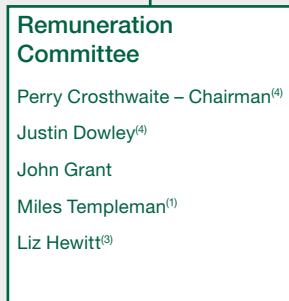 Remuneration
Committee
Perry Crosthwaite – Chairman(4)
Justin Dowley(4)
John Grant
Miles Templeman(1)
Liz Hewitt(3)